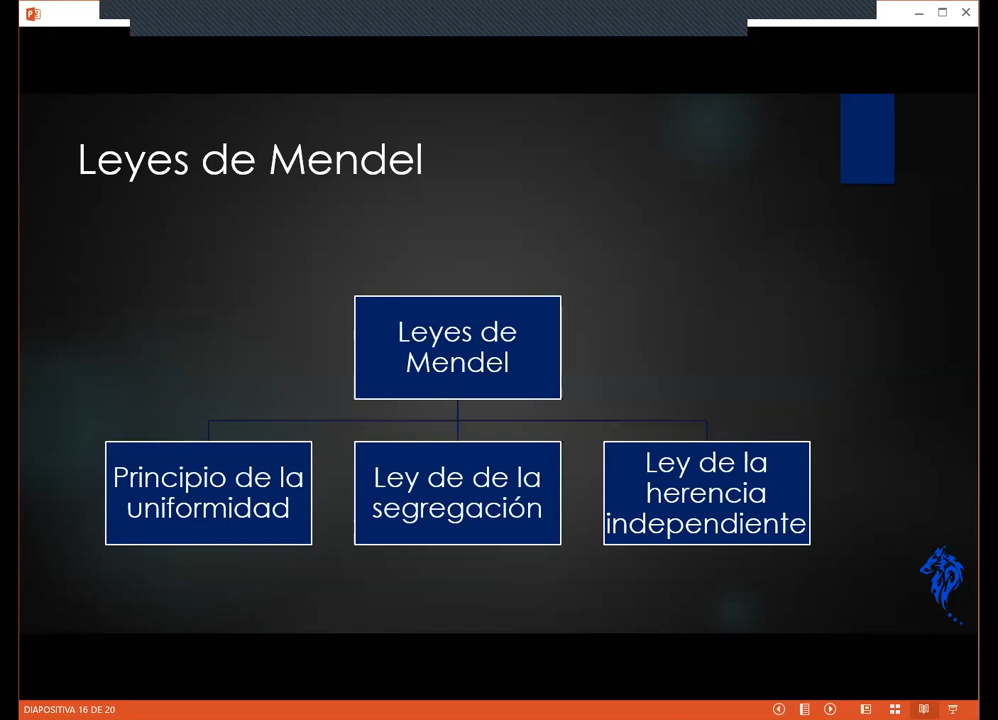 Leyes de Mendel
Leyes de
Mendel
Principio de la
uniformidad
Ley de de la
segregación
Ley de la
herencia
independiente
DIAPOSITIVA 16 DE 20